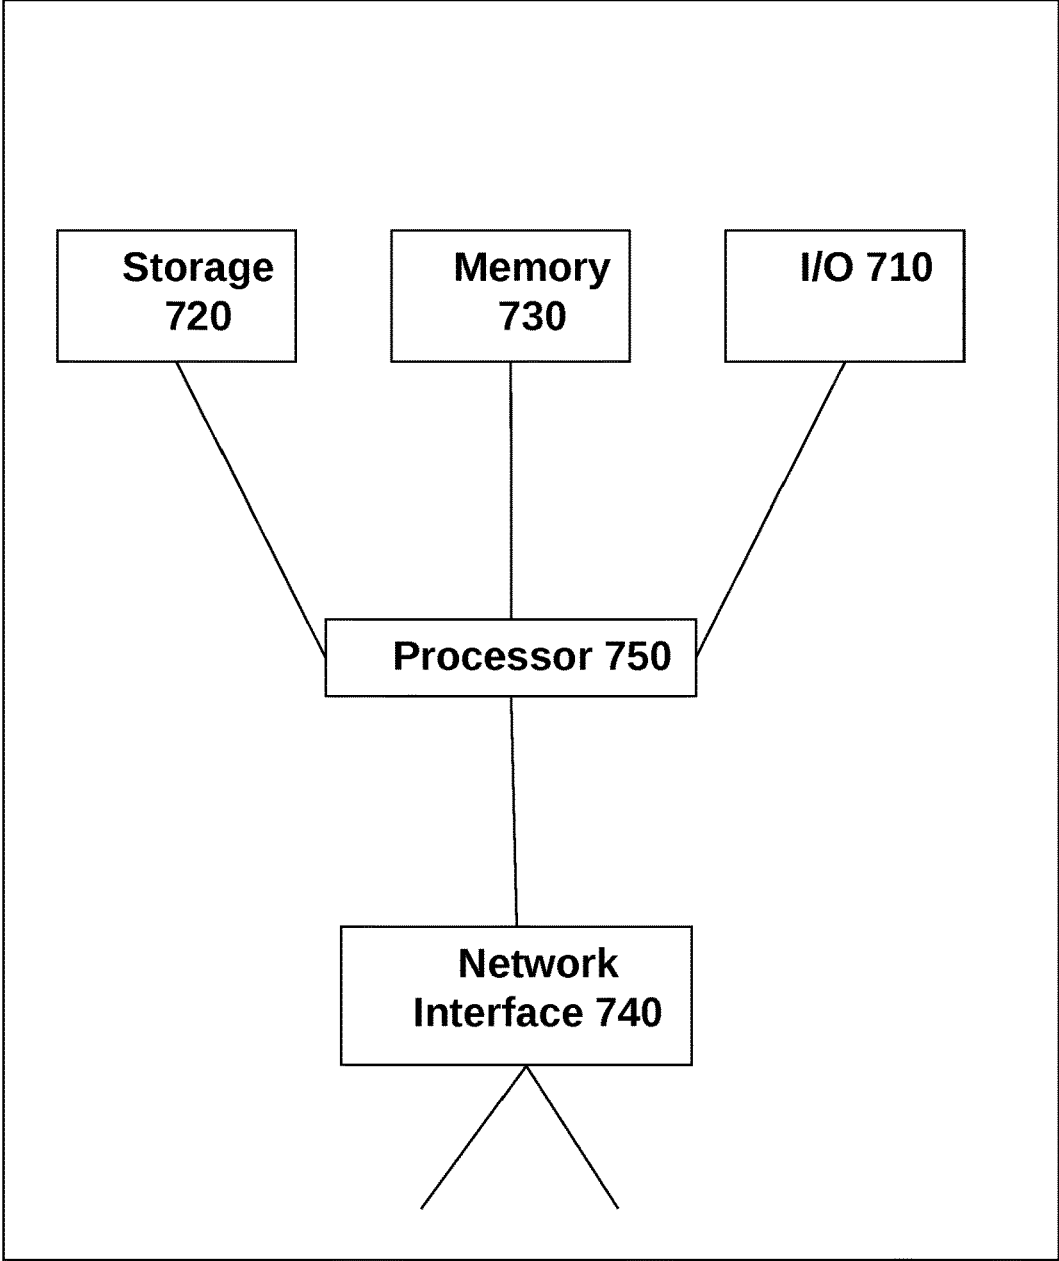 Storage
720
Memory
730
I/O 710
Processor 750
Network
Interface 740